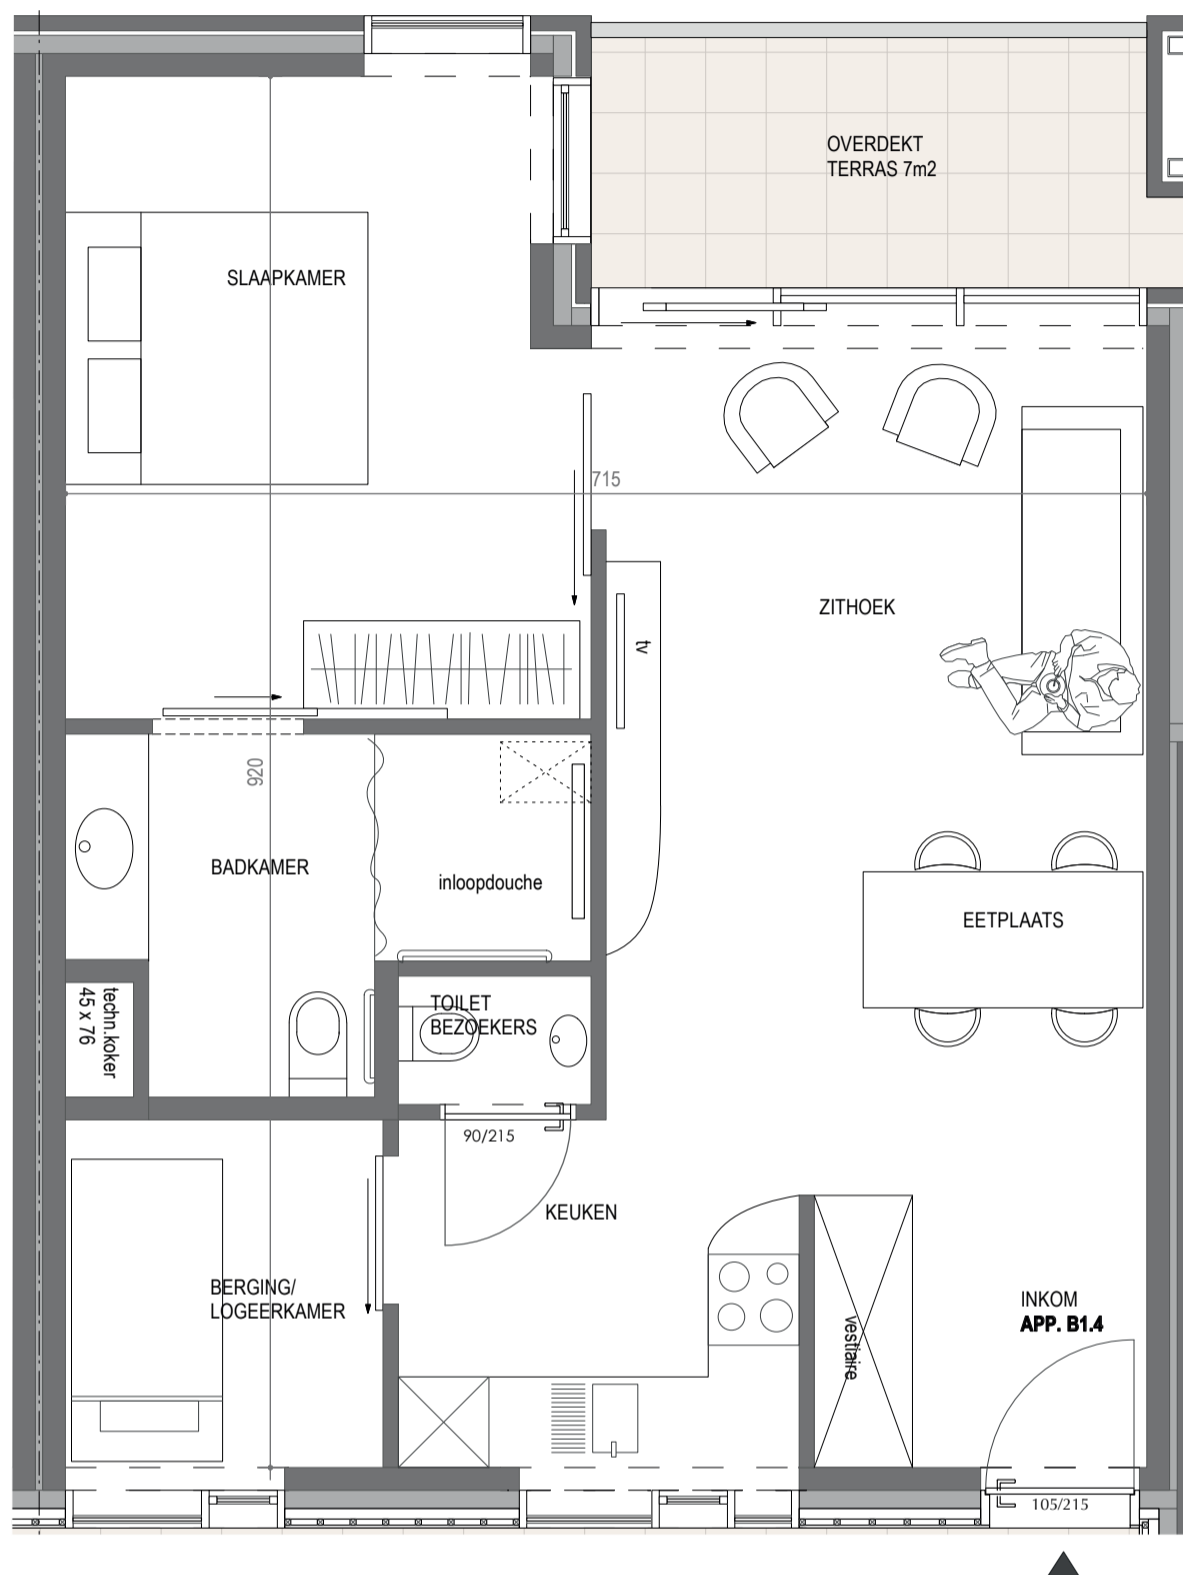 OVERDEKT
TERRAS 7m2
SLAAPKAMER
715
ZITHOEK
tv
920
BADKAMER
inloopdouche
EETPLAATS
techn.koker
45 x 76
TOILET
BEZOEKERS
90/215
KEUKEN
BERGING/
LOGEERKAMER
vestiaire
INKOM
APP. B1.4
105/215